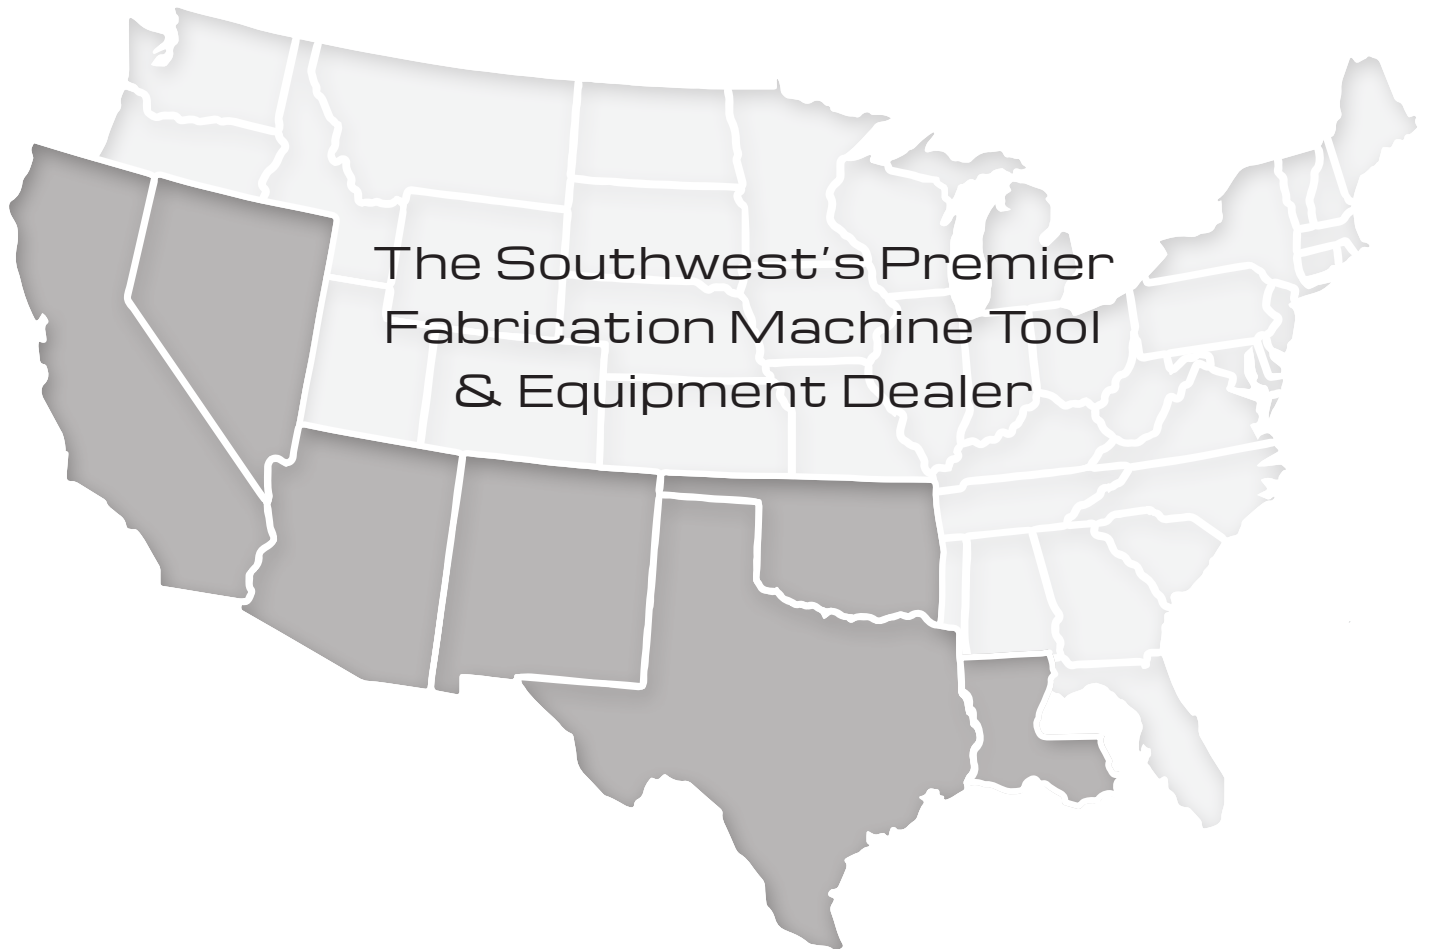 The Southwest's Premier
Fabrication Machine Tool
& Equipment Dealer